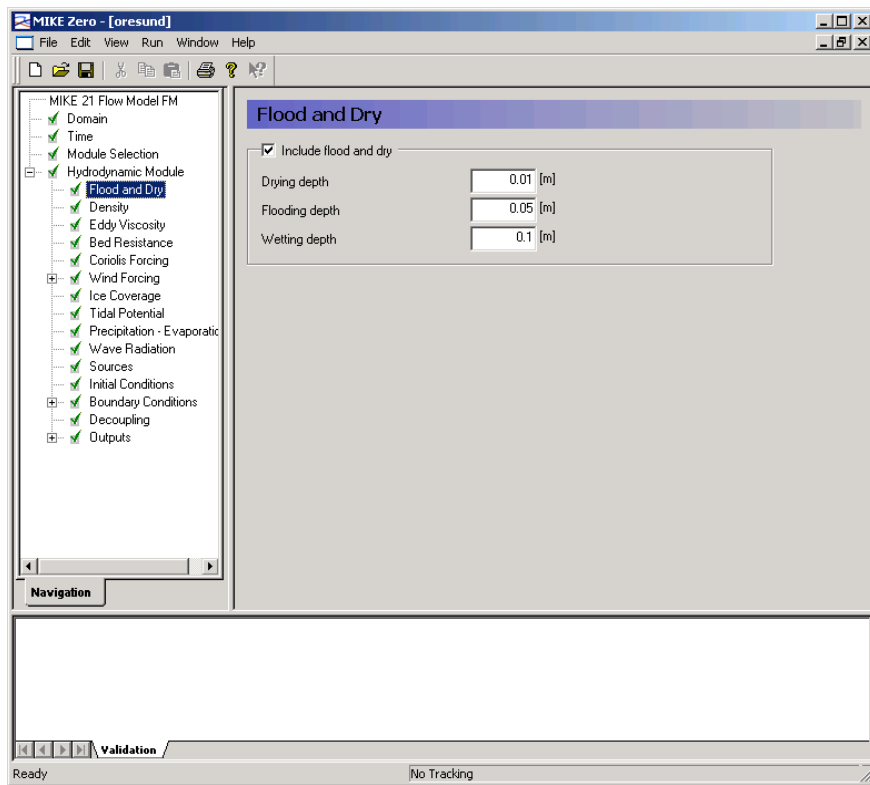 MIKE Zero - [oresund]
File Edit View Run Window Help
MIKE 21 Flow Model FM
Domain
Time
Module Selection
Hydrodynamic Module
Flood and Dry
Density
Eddy Viscosity
Bed Resistance
Coriolis Forcing
Wind Forcing
Ice Coverage
Tidal Potential
Precipitation - Evaporatic
Wave Radiation
Sources
Initial Conditions
Boundary Conditions
Decoupling
Outputs
Navigation
Flood and Dry
Include flood and dry
Drying depth 0.01 [m]
Flooding depth 0.05 [m]
Wetting depth 0.1 [m]
Validation
Ready No Tracking